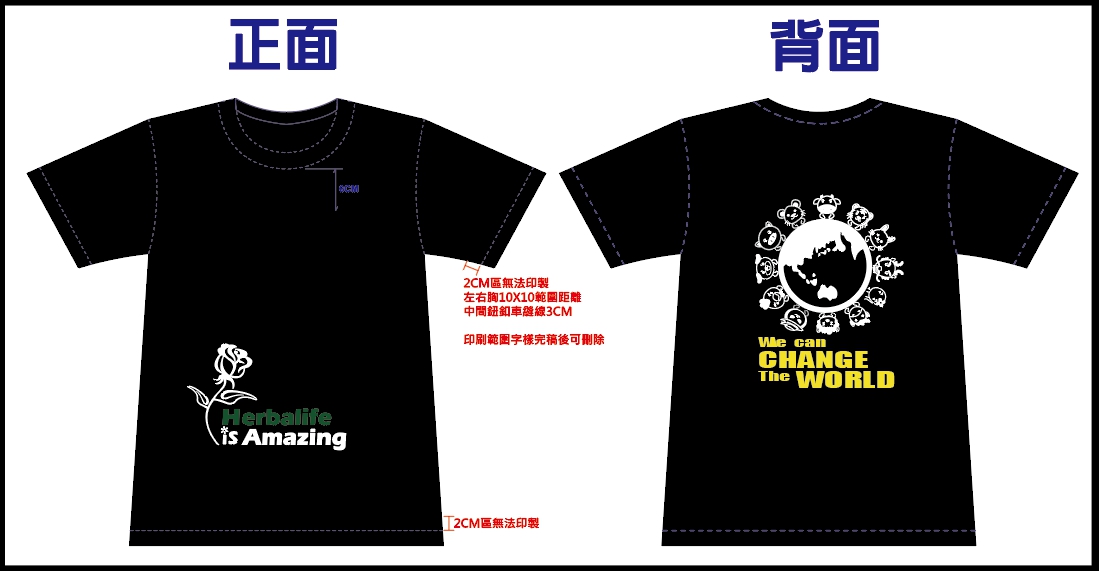 正面
背面
9CM
2CM區無法印製
左右胸10X10範圍距離
中間鈕釦車縫線3CM
印刷範圍字樣完稿後可刪除
Herbalife
is Amazing
We can
CHANGE
The WORLD
2CM區無法印製